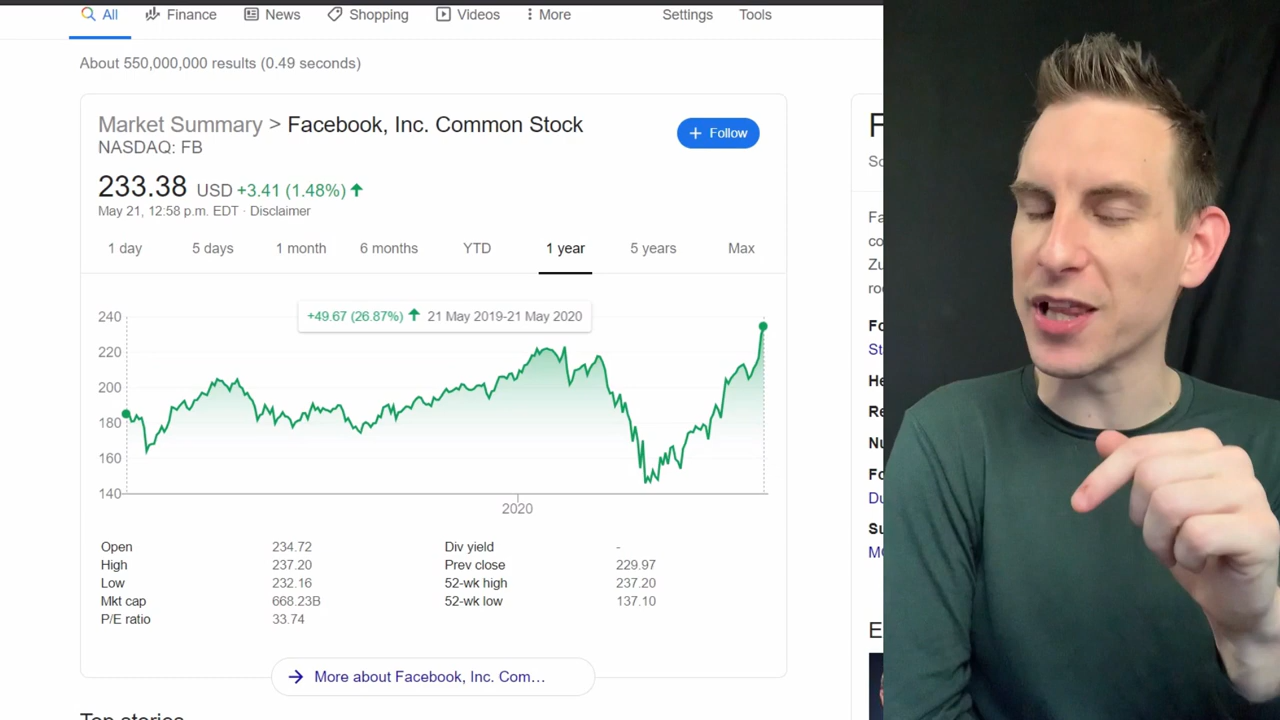 All Finance News Shopping Videos More Settings Tools
About 550,000,000 results (0.49 seconds)
Market Summary > Facebook, Inc. Common Stock
NASDAQ: FB
+ Follow
233.38 USD +3.41 (1.48%)
May 21, 12:58 p.m. EDT · Disclaimer
1 day 5 days 1 month 6 months YTD 1 year 5 years Max
+49.67 (26.87%) 21 May 2019-21 May 2020
240
220
200
180
160
140
2020
Open 234.72 Div yield -
High 237.20 Prev close 229.97
Low 232.16 52-wk high 237.20
Mkt cap 668.23B 52-wk low 137.10
P/E ratio 33.74
More about Facebook, Inc. Com…
Top stories